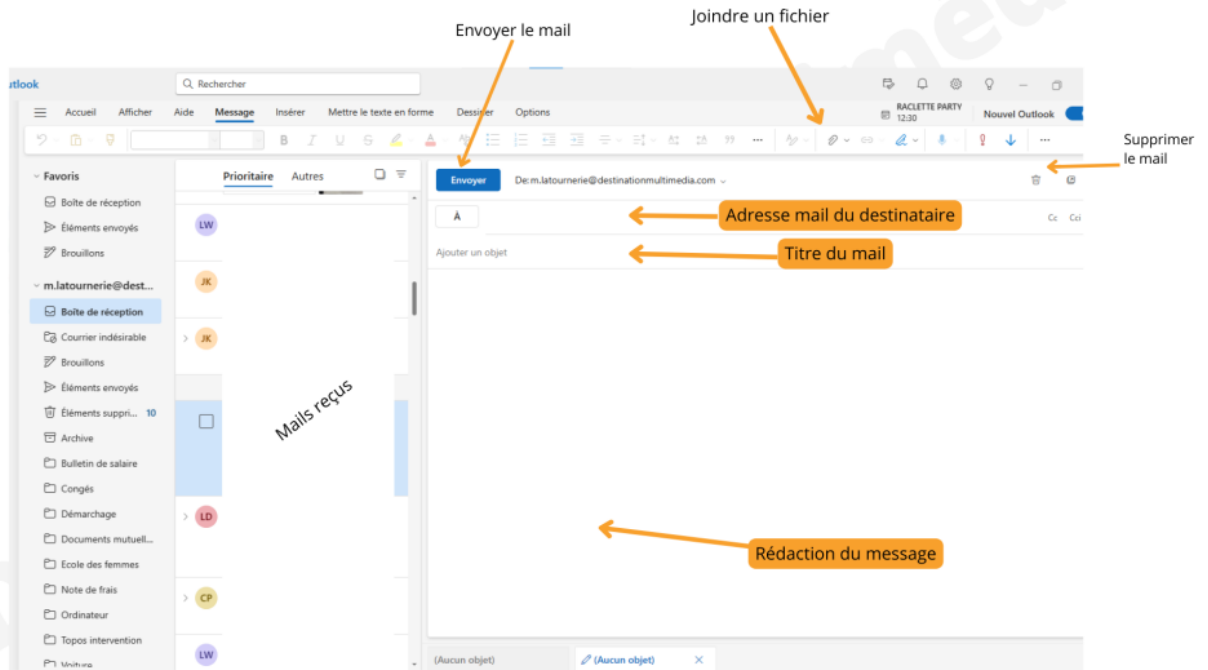 Joindre un fichier
Envoyer le mail
Outlook
Rechercher
Accueil Afficher Aide Message Insérer Mettre le texte en forme Dessiner Options
RACLETTE PARTY
12:30
Nouvel Outlook
Supprimer
le mail
Favoris
Boîte de réception
Éléments envoyés
Brouillons
m.latournerie@dest...
Boîte de réception
Courrier indésirable
Brouillons
Éléments envoyés
Éléments suppri... 10
Archive
Bulletin de salaire
Congés
Démarchage
Documents mutuell...
Ecole des femmes
Note de frais
Ordinateur
Topos intervention
Voiture
Prioritaire Autres
LW
JK
JK
Mails reçus
LD
CP
LW
Envoyer De: m.latournerie@destinationmultimedia.com
À Adresse mail du destinataire Cc Cci
Ajouter un objet Titre du mail
Rédaction du message
(Aucun objet) (Aucun objet)